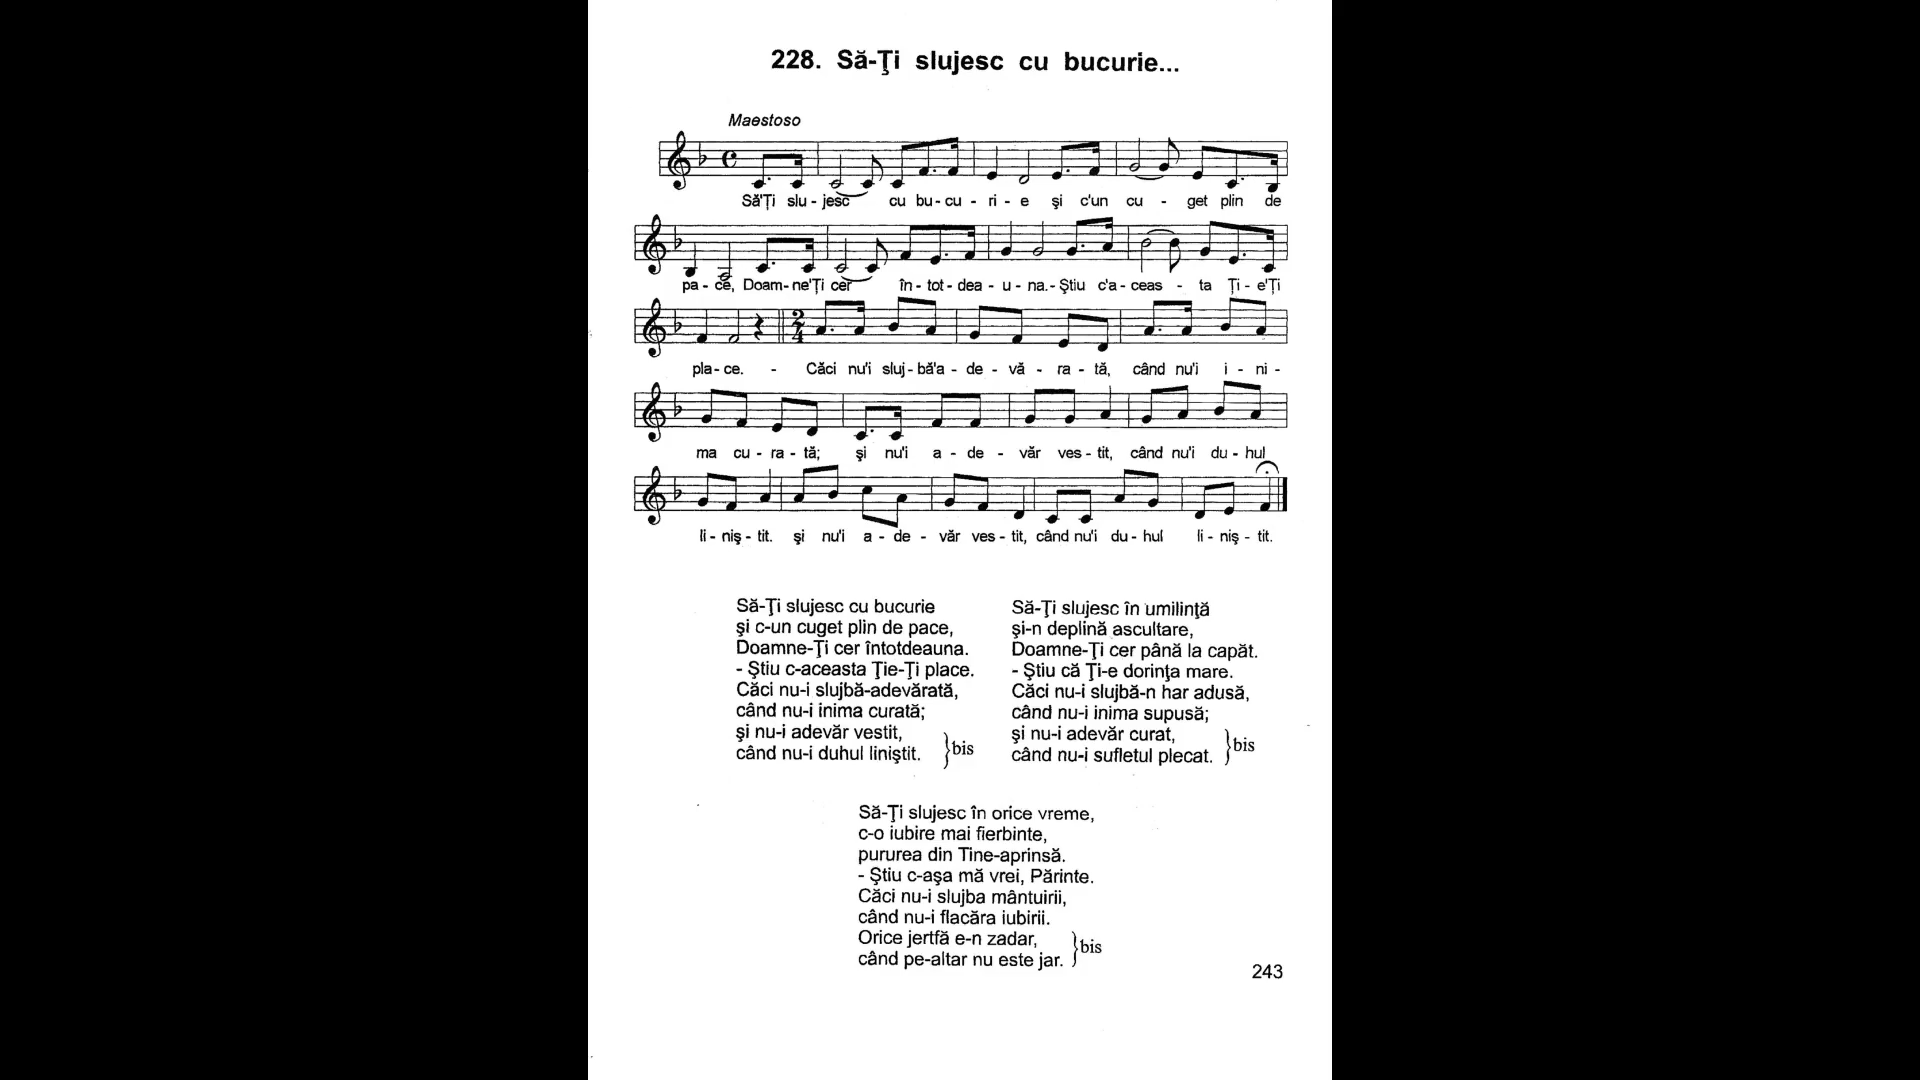 228. Să-Ţi slujesc cu bucurie...
Maestoso
Să'Ţi slu-jesc cu bu-cu-ri-e şi c'un cu-get plin de
pa-ce, Doam-ne'Ţi cer în-tot-dea-u-na.-Ştiu c'a-ceas-ta Ţi-e'Ţi
pla-ce. - Căci nu'i sluj-bă'a-de-vă-ra-tă, când nu'i i-ni-
ma cu-ra-tă; şi nu'i a-de-văr ves-tit, când nu'i du-hul
li-niş-tit. şi nu'i a-de-văr ves-tit, când nu'i du-hul li-niş-tit.
Să-Ţi slujesc cu bucurie
şi c-un cuget plin de pace,
Doamne-Ţi cer întotdeauna.
- Ştiu c-aceasta Ţie-Ţi place.
Căci nu-i slujbă-adevărată,
când nu-i inima curată;
şi nu-i adevăr vestit,
când nu-i duhul liniştit.
bis
Să-Ţi slujesc în umilinţă
şi-n deplină ascultare,
Doamne-Ţi cer până la capăt.
- Ştiu că Ţi-e dorinţa mare.
Căci nu-i slujbă-n har adusă,
când nu-i inima supusă;
şi nu-i adevăr curat,
când nu-i sufletul plecat.
bis
Să-Ţi slujesc în orice vreme,
c-o iubire mai fierbinte,
pururea din Tine-aprinsă.
- Ştiu c-aşa mă vrei, Părinte.
Căci nu-i slujba mântuirii,
când nu-i flacăra iubirii.
Orice jertfă e-n zadar,
când pe-altar nu este jar.
bis
243